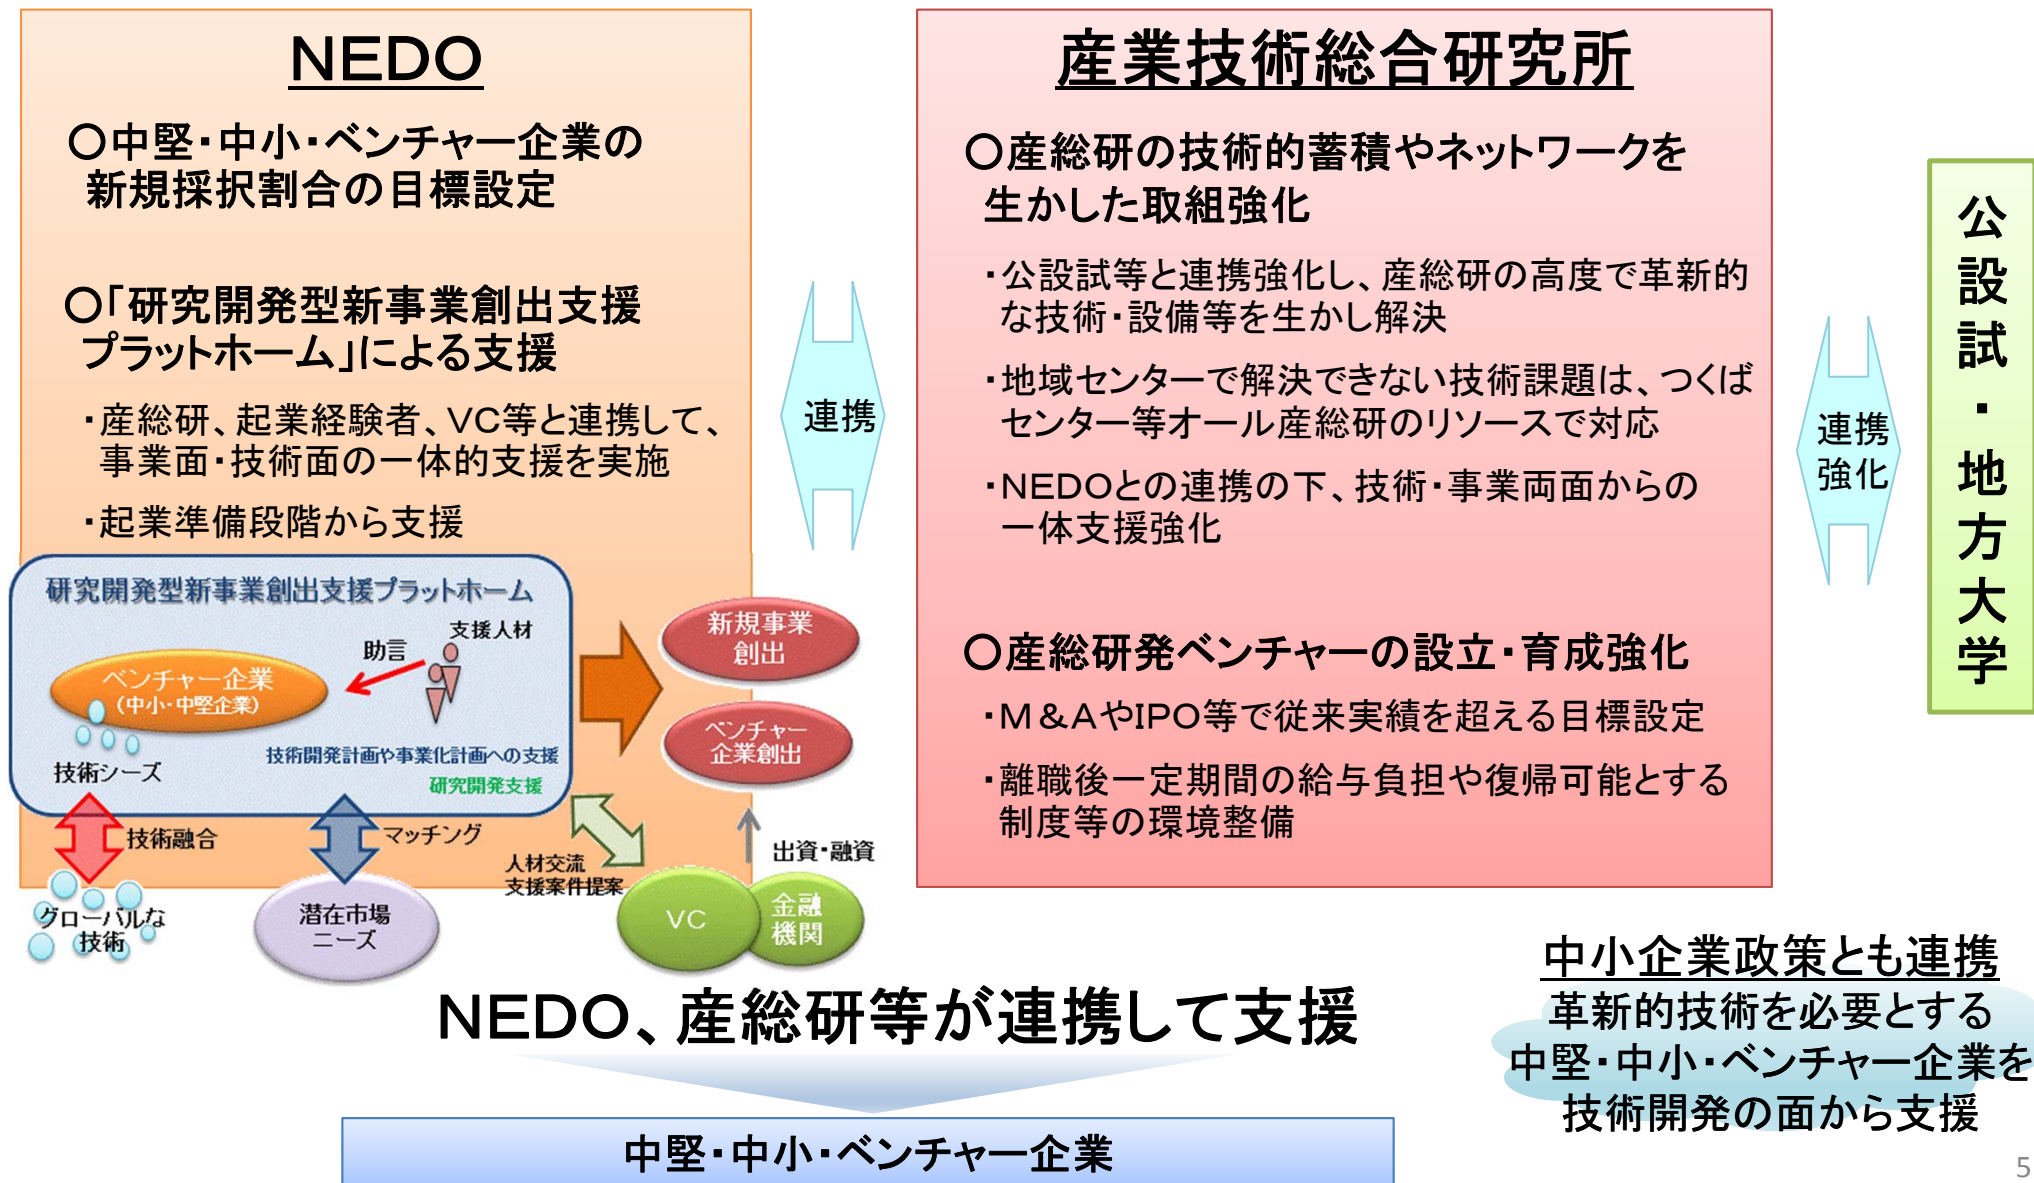 NEDO
○中堅・中小・ベンチャー企業の
新規採択割合の目標設定
○「研究開発型新事業創出支援
プラットホーム」による支援
・産総研、起業経験者、VC等と連携して、
事業面・技術面の一体的支援を実施
・起業準備段階から支援
研究開発型新事業創出支援プラットホーム
支援人材
助言
ベンチャー企業
（中小・中堅企業）
技術シーズ
技術開発計画や事業化計画への支援
研究開発支援
新規事業
創出
ベンチャー
企業創出
技術融合
マッチング
人材交流
支援案件提案
出資・融資
グローバルな
技術
潜在市場
ニーズ
VC
金融
機関
連携
産業技術総合研究所
○産総研の技術的蓄積やネットワークを
生かした取組強化
・公設試等と連携強化し、産総研の高度で革新的
な技術・設備等を生かし解決
・地域センターで解決できない技術課題は、つくば
センター等オール産総研のリソースで対応
・NEDOとの連携の下、技術・事業両面からの
一体支援強化
○産総研発ベンチャーの設立・育成強化
・M＆AやIPO等で従来実績を超える目標設定
・離職後一定期間の給与負担や復帰可能とする
制度等の環境整備
連携
強化
公設試・地方大学
NEDO、産総研等が連携して支援
中堅・中小・ベンチャー企業
中小企業政策とも連携
革新的技術を必要とする
中堅・中小・ベンチャー企業を
技術開発の面から支援
5